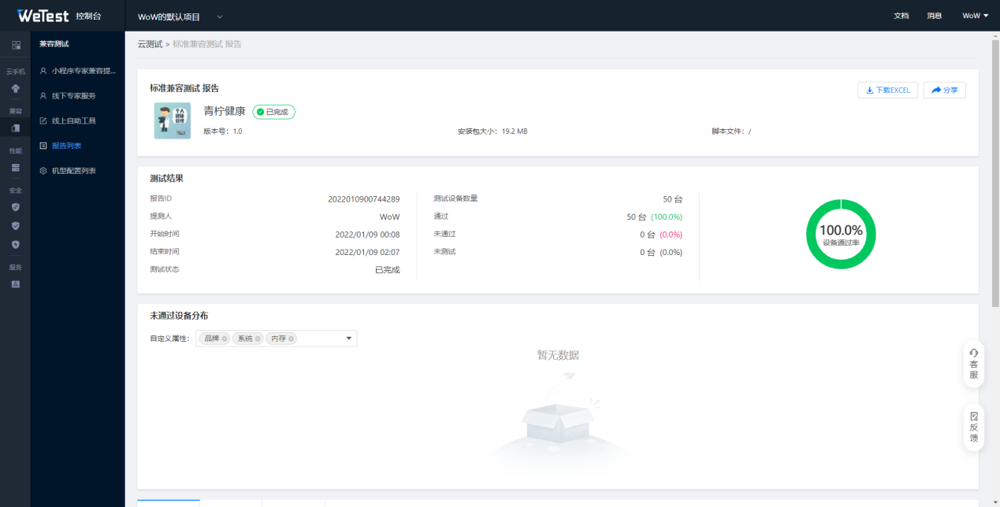 WeTest 控制台
WoW的默认项目
文档 消息 WoW
兼容测试
云手机
兼容
性能
安全
服务
小程序专家兼容提...
线下专家服务
线上自助工具
报告列表
机型配置列表
云测试 > 标准兼容测试 报告
标准兼容测试 报告
下载EXCEL 分享
个人健康管理
青柠健康 已完成
版本号：1.0 安装包大小：19.2 MB 脚本文件：/
测试结果
报告ID 2022010900744289
提测人 WoW
开始时间 2022/01/09 00:08
结束时间 2022/01/09 02:07
测试状态 已完成
测试设备数量 50 台
通过 50 台 (100.0%)
未通过 0 台 (0.0%)
未测试 0 台 (0.0%)
100.0%
设备通过率
未通过设备分布
自定义属性： 品牌 系统 内存
暂无数据
客服
反馈